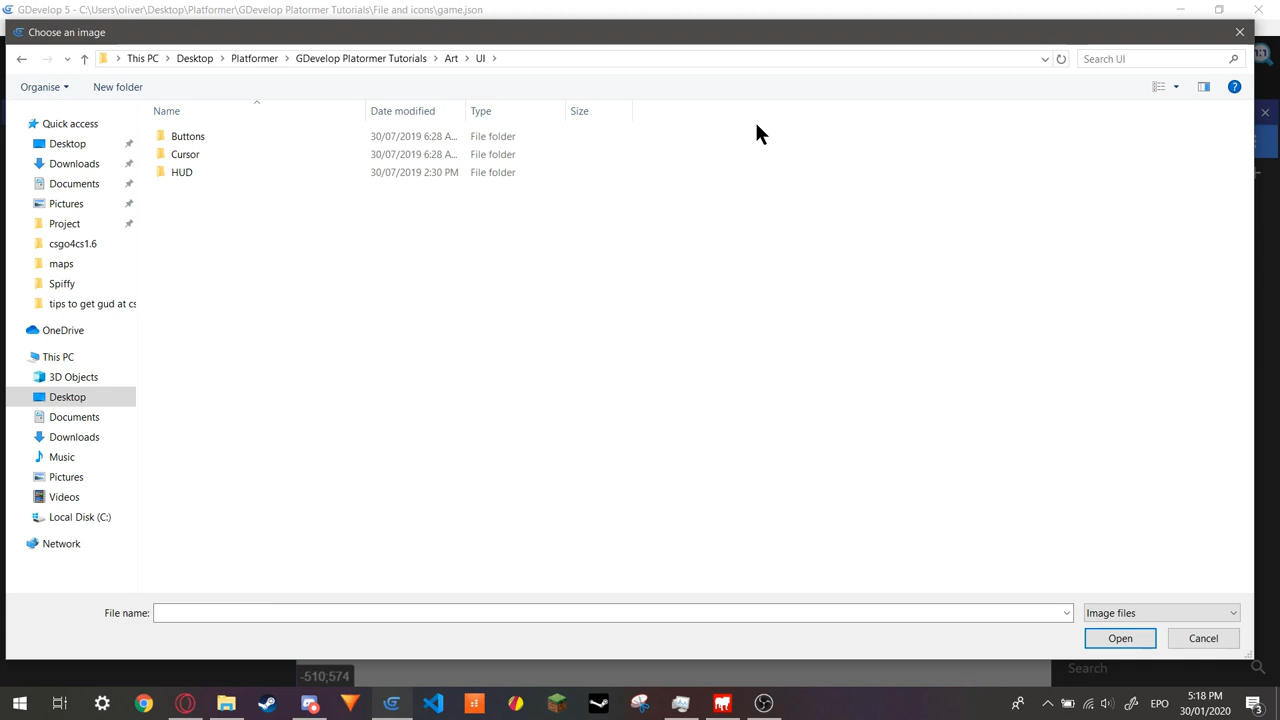 GDevelop 5 - C:\Users\oliver\Desktop\Platformer\GDevelop Platormer Tutorials\File and icons\game.json
Choose an image
This PC > Desktop > Platformer > GDevelop Platormer Tutorials > Art > UI >
Search UI
Organise
New folder
Name
Date modified
Type
Size
Buttons 30/07/2019 6:28 A... File folder
Cursor 30/07/2019 6:28 A... File folder
HUD 30/07/2019 2:30 PM File folder
Quick access
Desktop
Downloads
Documents
Pictures
Project
csgo4cs1.6
maps
Spiffy
tips to get gud at cs
OneDrive
This PC
3D Objects
Desktop
Documents
Downloads
Music
Pictures
Videos
Local Disk (C:)
Network
File name:
Image files
Open
Cancel
-510;574
Search
EPO
5:18 PM
30/01/2020
3